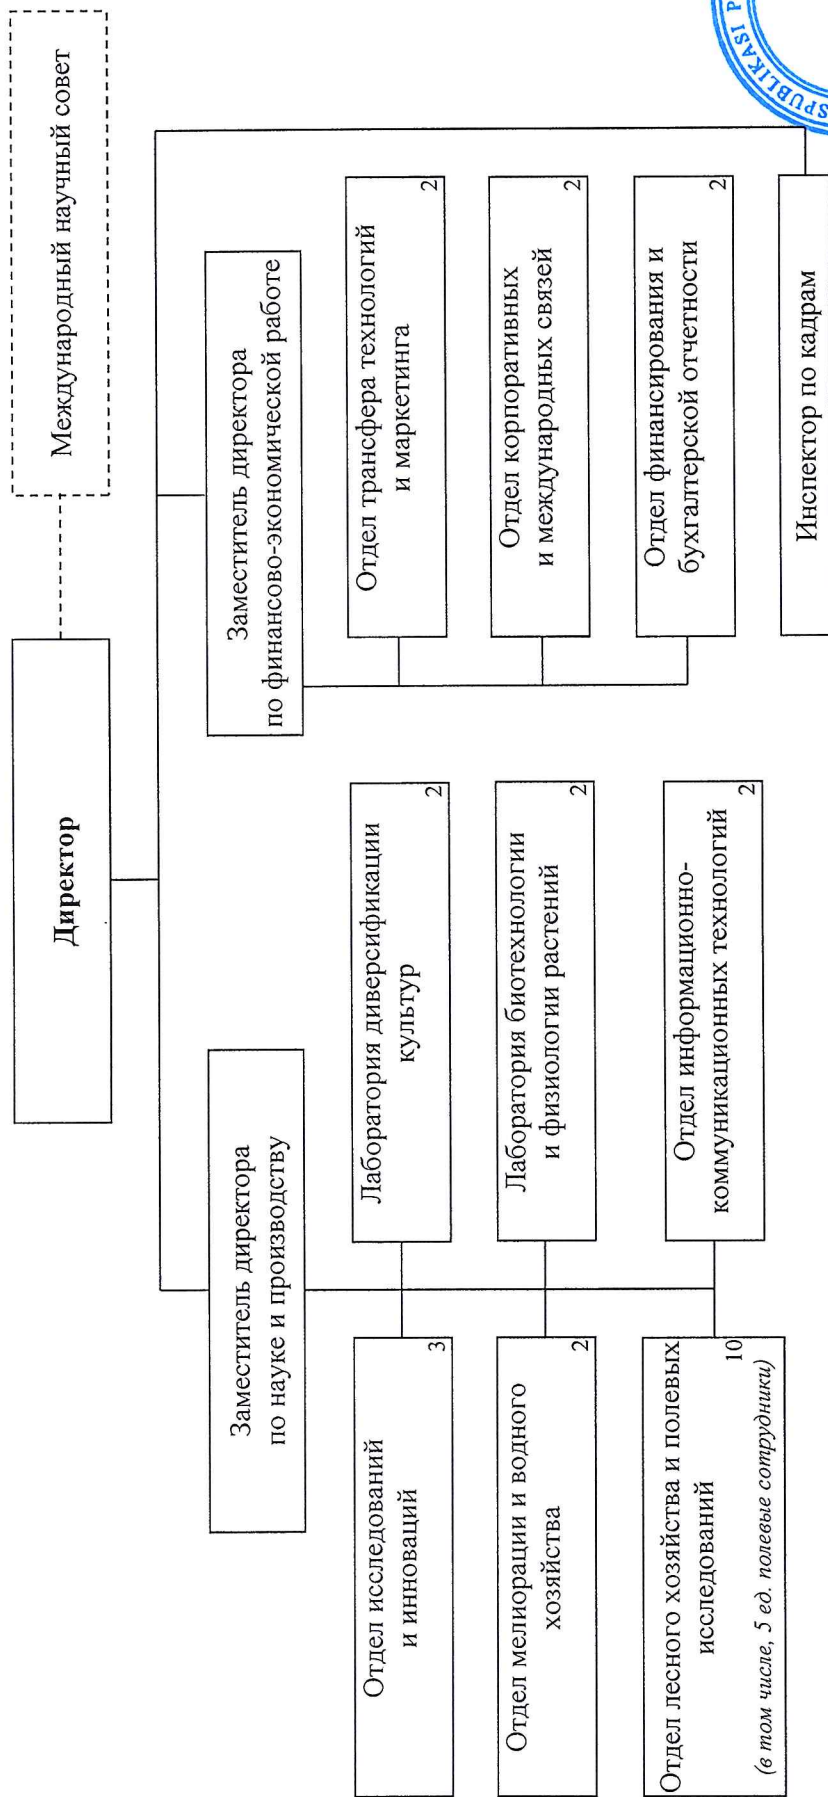 Международный научный совет
Директор
Заместитель директора
по науке и производству
Заместитель директора
по финансово-экономической работе
Отдел исследований
и инноваций
3
Лаборатория диверсификации
культур
2
Отдел трансфера технологий
и маркетинга
2
Отдел мелиорации и водного
хозяйства
2
Лаборатория биотехнологии
и физиологии растений
2
Отдел корпоративных
и международных связей
2
Отдел лесного хозяйства и полевых
исследований
10
(в том числе, 5 ед. полевые сотрудники)
Отдел информационно-
коммуникационных технологий
2
Отдел финансирования и
бухгалтерской отчетности
2
Инспектор по кадрам